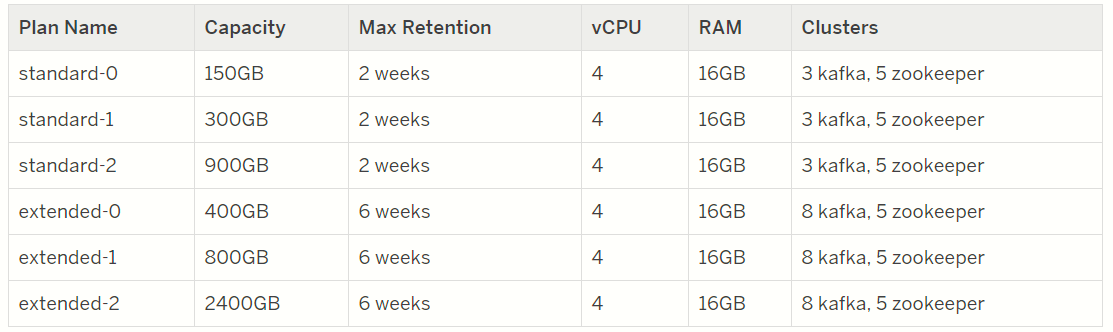 Plan Name Capacity Max Retention vCPU RAM Clusters
standard-0 150GB 2 weeks 4 16GB 3 kafka, 5 zookeeper
standard-1 300GB 2 weeks 4 16GB 3 kafka, 5 zookeeper
standard-2 900GB 2 weeks 4 16GB 3 kafka, 5 zookeeper
extended-0 400GB 6 weeks 4 16GB 8 kafka, 5 zookeeper
extended-1 800GB 6 weeks 4 16GB 8 kafka, 5 zookeeper
extended-2 2400GB 6 weeks 4 16GB 8 kafka, 5 zookeeper